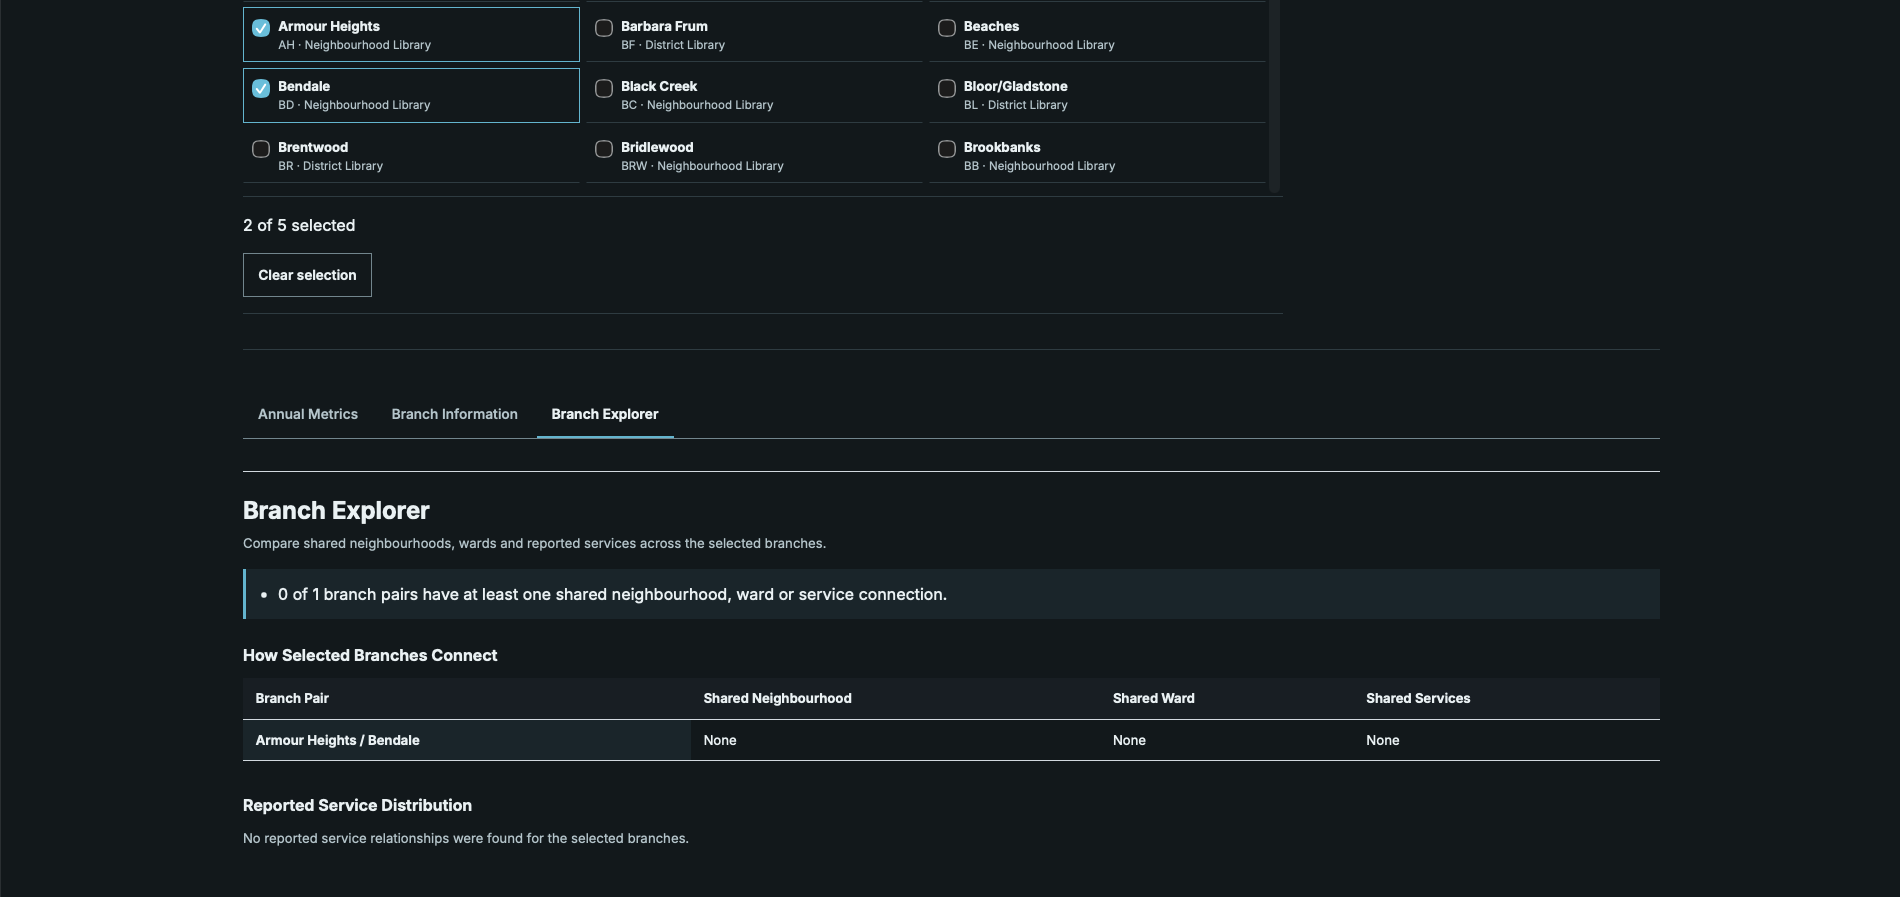 Armour Heights
AH · Neighbourhood Library
Barbara Frum
BF · District Library
Beaches
BE · Neighbourhood Library
Bendale
BD · Neighbourhood Library
Black Creek
BC · Neighbourhood Library
Bloor/Gladstone
BL · District Library
Brentwood
BR · District Library
Bridlewood
BRW · Neighbourhood Library
Brookbanks
BB · Neighbourhood Library
2 of 5 selected
Clear selection
Annual Metrics
Branch Information
Branch Explorer
Branch Explorer
Compare shared neighbourhoods, wards and reported services across the selected branches.
• 0 of 1 branch pairs have at least one shared neighbourhood, ward or service connection.
How Selected Branches Connect
Branch Pair
Shared Neighbourhood
Shared Ward
Shared Services
Armour Heights / Bendale
None
None
None
Reported Service Distribution
No reported service relationships were found for the selected branches.